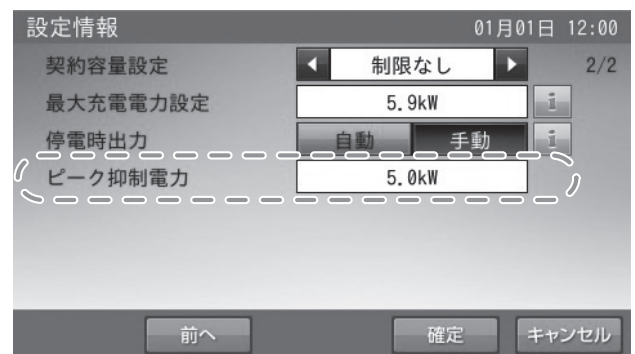 設定情報 01月01日 12:00
契約容量設定 ◀ 制限なし ▶ 2/2
最大充電電力設定 5.9kW i
停電時出力 自動 手動 i
ピーク抑制電力 5.0kW
前へ 確定 キャンセル